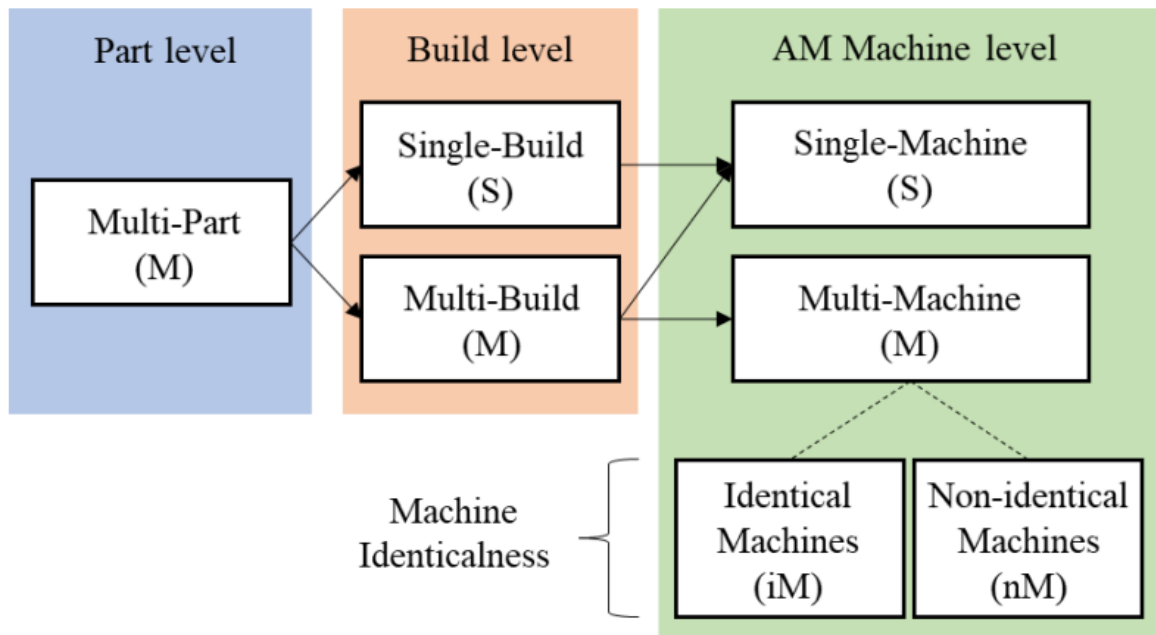 Part level
Build level
AM Machine level
Multi-Part
(M)
Single-Build
(S)
Multi-Build
(M)
Single-Machine
(S)
Multi-Machine
(M)
Machine
Identicalness
Identical
Machines
(iM)
Non-identical
Machines
(nM)